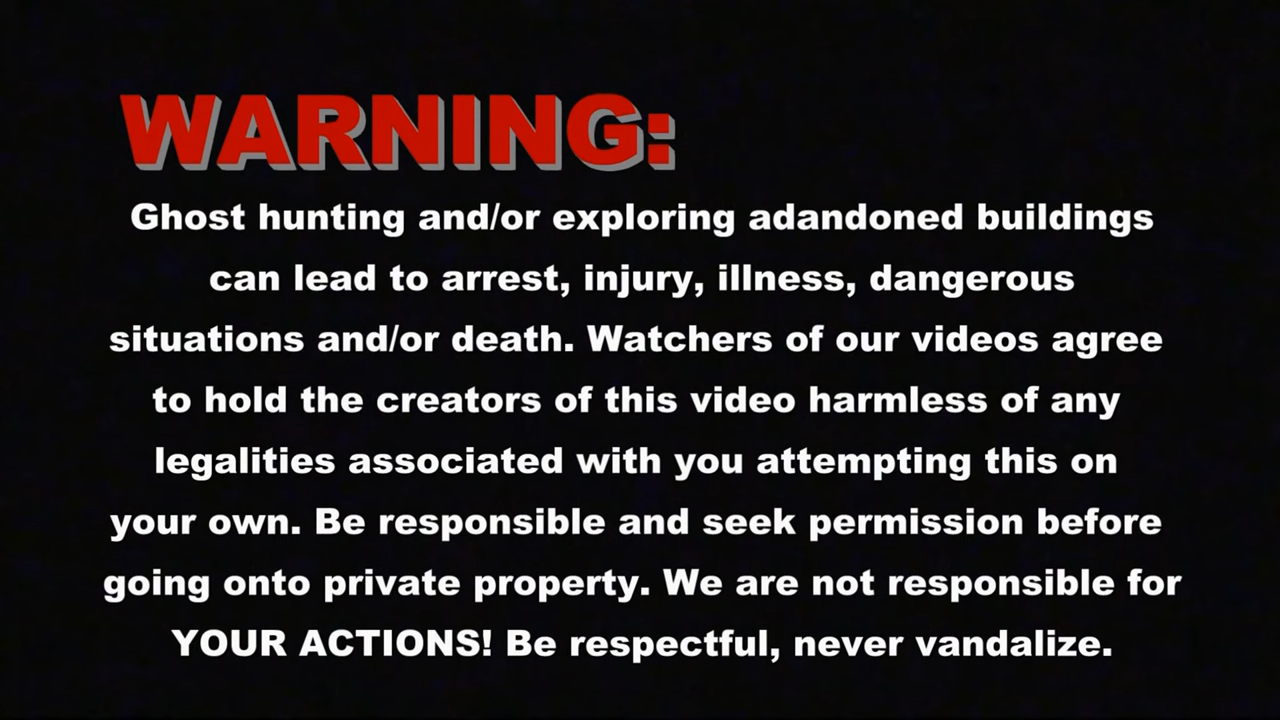 WARNING:
Ghost hunting and/or exploring adandoned buildings
can lead to arrest, injury, illness, dangerous
situations and/or death. Watchers of our videos agree
to hold the creators of this video harmless of any
legalities associated with you attempting this on
your own. Be responsible and seek permission before
going onto private property. We are not responsible for
YOUR ACTIONS! Be respectful, never vandalize.